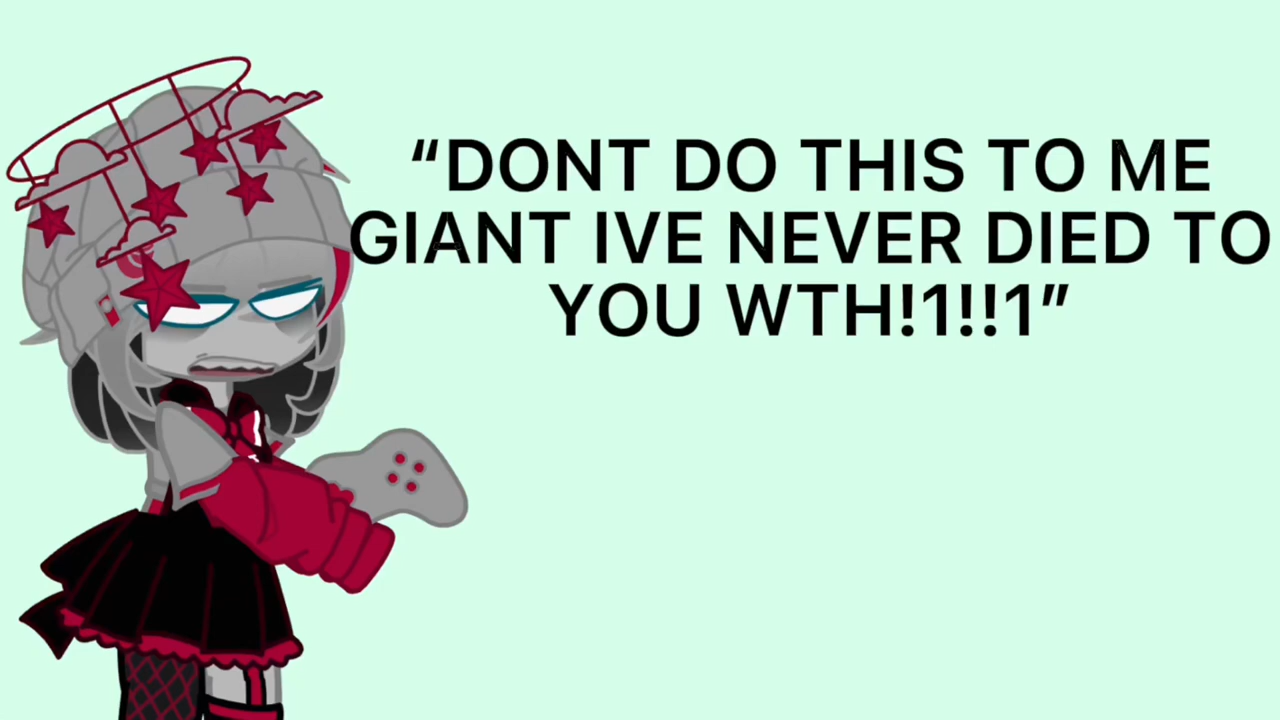 “DONT DO THIS TO ME
GIANT IVE NEVER DIED TO
YOU WTH!1!!1”